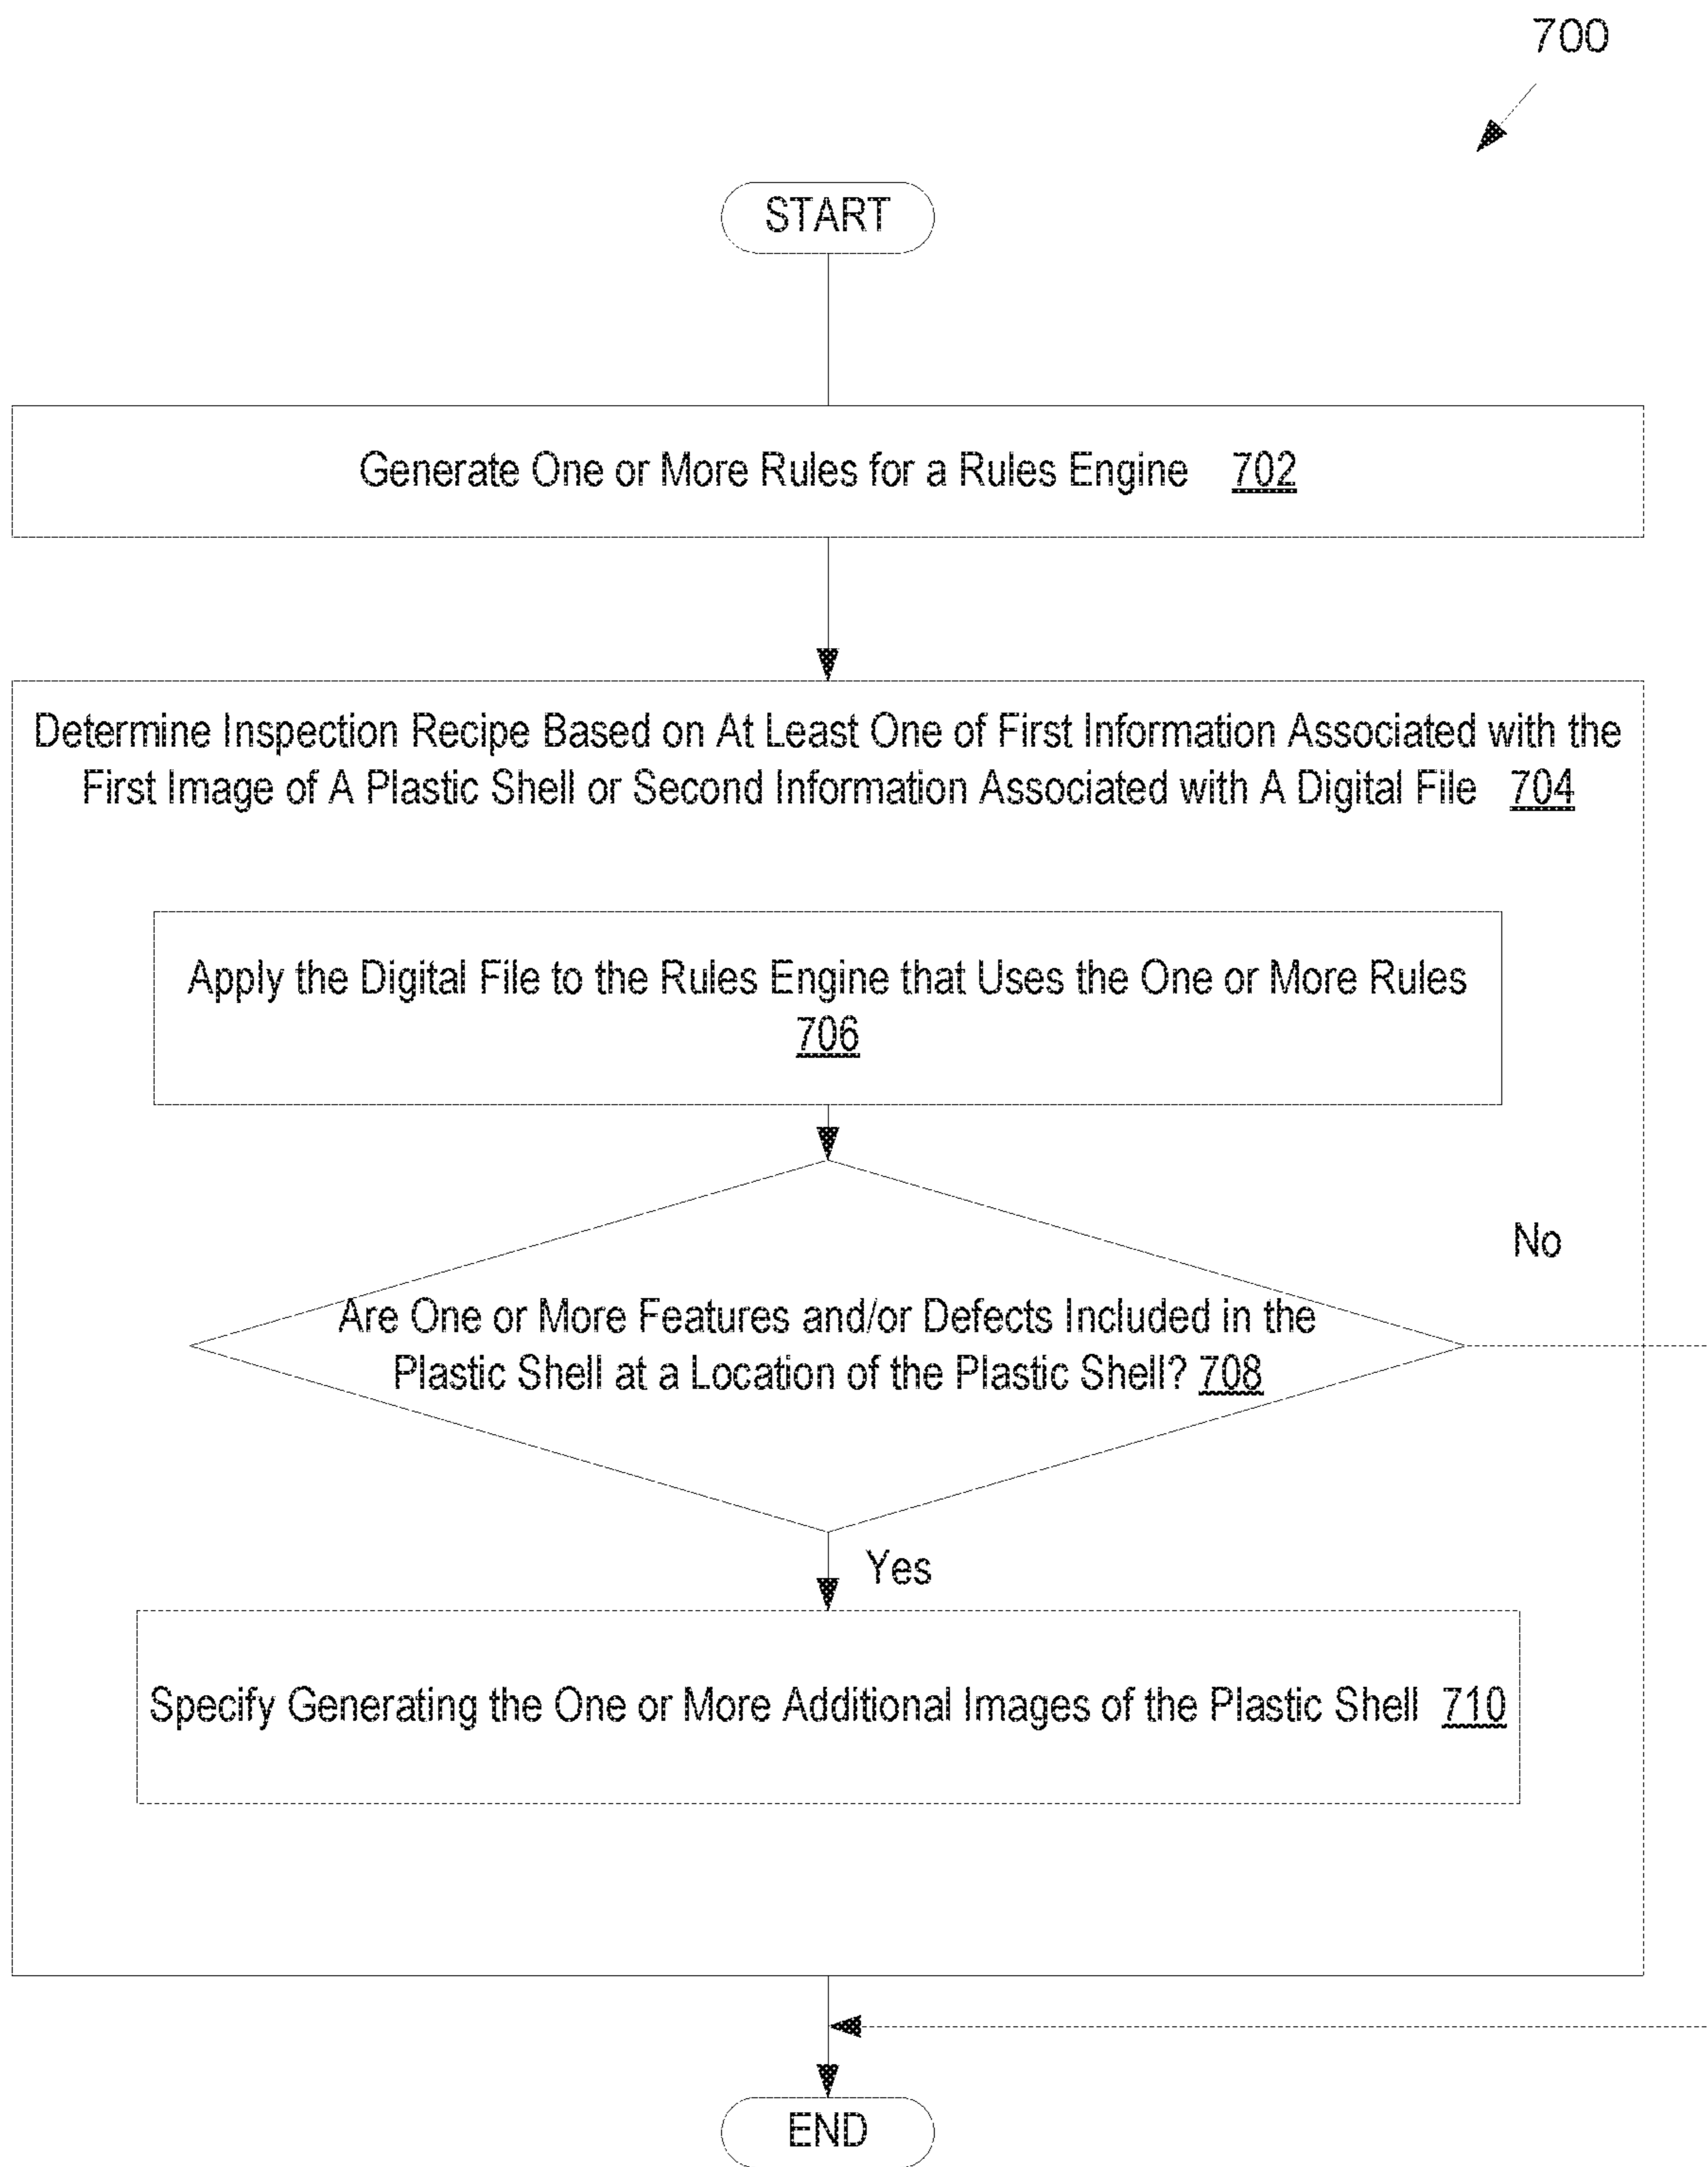 700
START
Generate One or More Rules for a Rules Engine 702
Determine Inspection Recipe Based on At Least One of First Information Associated with the
First Image of A Plastic Shell or Second Information Associated with A Digital File 704
Apply the Digital File to the Rules Engine that Uses the One or More Rules
706
No
Are One or More Features and/or Defects Included in the
Plastic Shell at a Location of the Plastic Shell? 708
Yes
Specify Generating the One or More Additional Images of the Plastic Shell 710
END